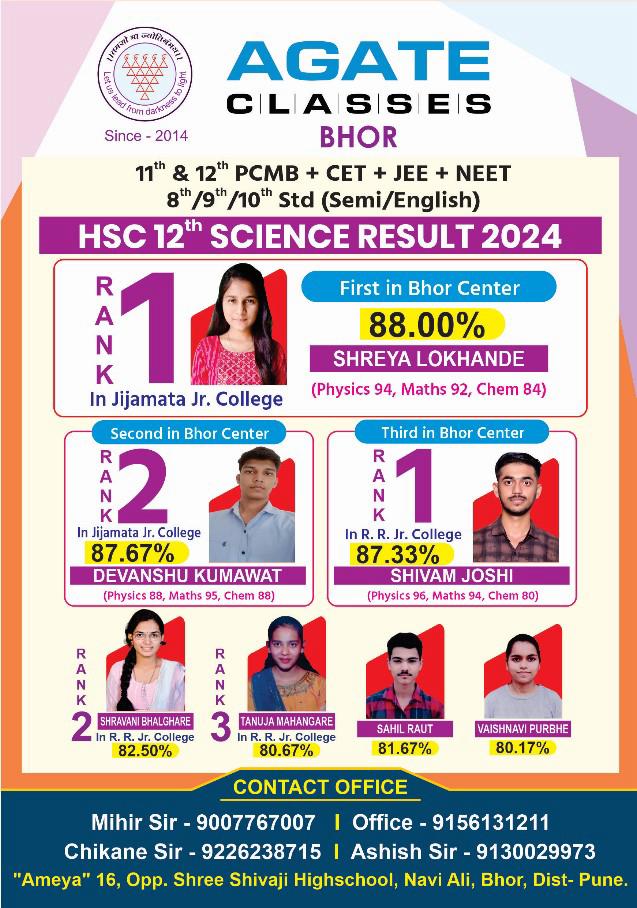 ।। तमसो मा ज्योतिर्गमय ।।
Let us lead from darkness to light
Since - 2014
AGATE
CLASSES
BHOR
11th & 12th PCMB + CET + JEE + NEET
8th/9th/10th Std (Semi/English)
HSC 12th SCIENCE RESULT 2024
RANK 1
In Jijamata Jr. College
First in Bhor Center
88.00%
SHREYA LOKHANDE
(Physics 94, Maths 92, Chem 84)
Second in Bhor Center
RANK 2
In Jijamata Jr. College
87.67%
DEVANSHU KUMAWAT
(Physics 88, Maths 95, Chem 88)
Third in Bhor Center
RANK 1
In R. R. Jr. College
87.33%
SHIVAM JOSHI
(Physics 96, Maths 94, Chem 80)
RANK 2
SHRAVANI BHALGHARE
In R. R. Jr. College
82.50%
RANK 3
TANUJA MAHANGARE
In R. R. Jr. College
80.67%
SAHIL RAUT
81.67%
VAISHNAVI PURBHE
80.17%
CONTACT OFFICE
Mihir Sir - 9007767007 I Office - 9156131211
Chikane Sir - 9226238715 I Ashish Sir - 9130029973
"Ameya" 16, Opp. Shree Shivaji Highschool, Navi Ali, Bhor, Dist- Pune.